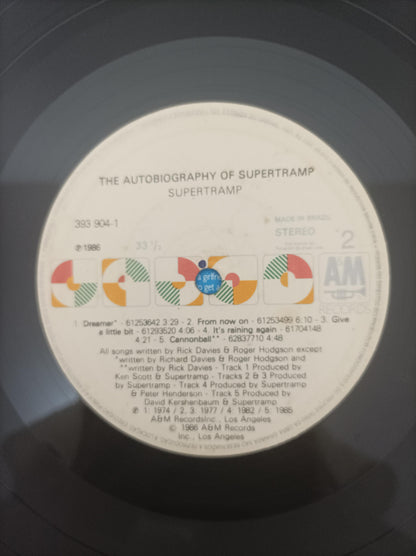 THE AUTOBIOGRAPHY OF SUPERTRAMP
SUPERTRAMP
393 904-1
MADE IN BRAZIL
STEREO
2
℗ 1986
33 ⅓
A&M
RECORDS
1. "Dreamer" - 61253642 3:29 - 2. From now on - 61253499 6:10 - 3. Give
a little bit - 61293520 4:06 - 4. It's raining again - 61704148
4:21 - 5. Cannonball** - 62837710 4:48
All songs written by Rick Davies & Roger Hodgson except
*written by Richard Davies & Roger Hodgson and
**written by Rick Davies - Track 1 Produced by
Ken Scott & Supertramp - Tracks 2 & 3 Produced
by Supertramp - Track 4 Produced by Supertramp
& Peter Henderson - Track 5 Produced by
David Kershenbaum & Supertramp.
℗ 1: 1974 / 2, 3: 1977 / 4: 1982 / 5: 1985
A&M Records Inc., Los Angeles
© 1986 A&M Records
Inc., Los Angeles